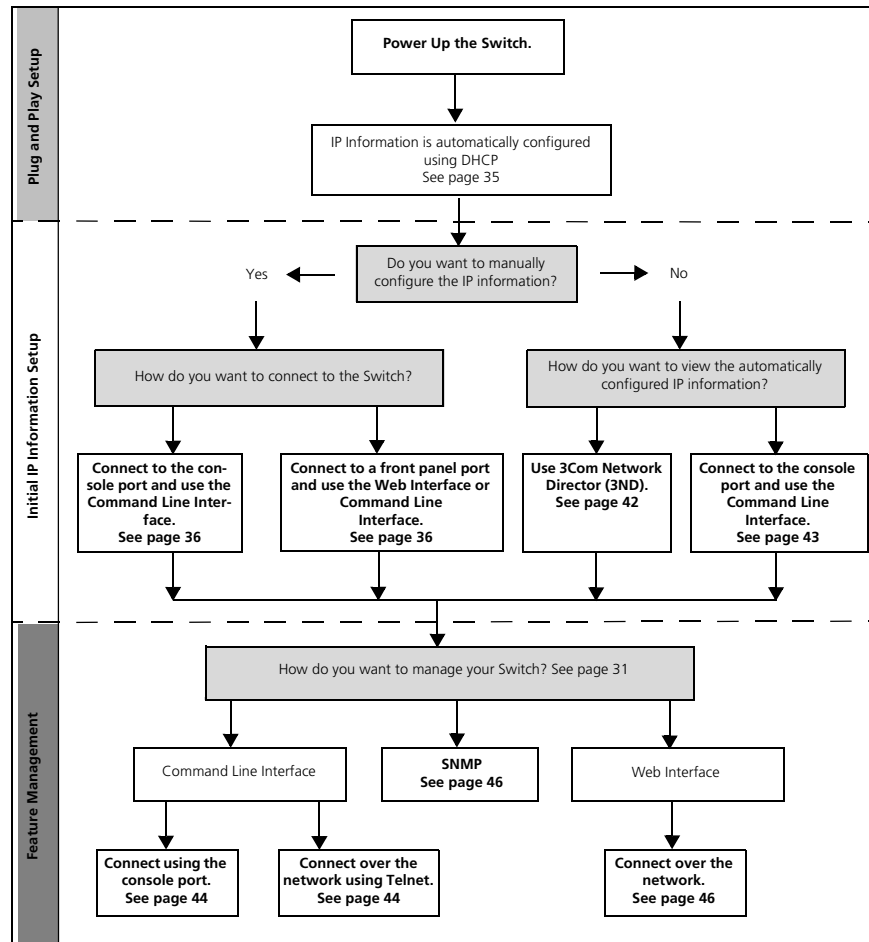 Plug and Play Setup
Power Up the Switch.
IP Information is automatically configured
using DHCP
See page 35
Initial IP Information Setup
Do you want to manually
configure the IP information?
Yes
No
How do you want to connect to the Switch?
How do you want to view the automatically
configured IP information?
Connect to the con-
sole port and use the
Command Line Inter-
face.
See page 36
Connect to a front panel port
and use the Web Interface or
Command Line
Interface.
See page 36
Use 3Com Network
Director (3ND).
See page 42
Connect to the console
port and use the
Command Line
Interface.
See page 43
Feature Management
How do you want to manage your Switch? See page 31
Command Line Interface
SNMP
See page 46
Web Interface
Connect using the
console port.
See page 44
Connect over the
network using Telnet.
See page 44
Connect over the
network.
See page 46